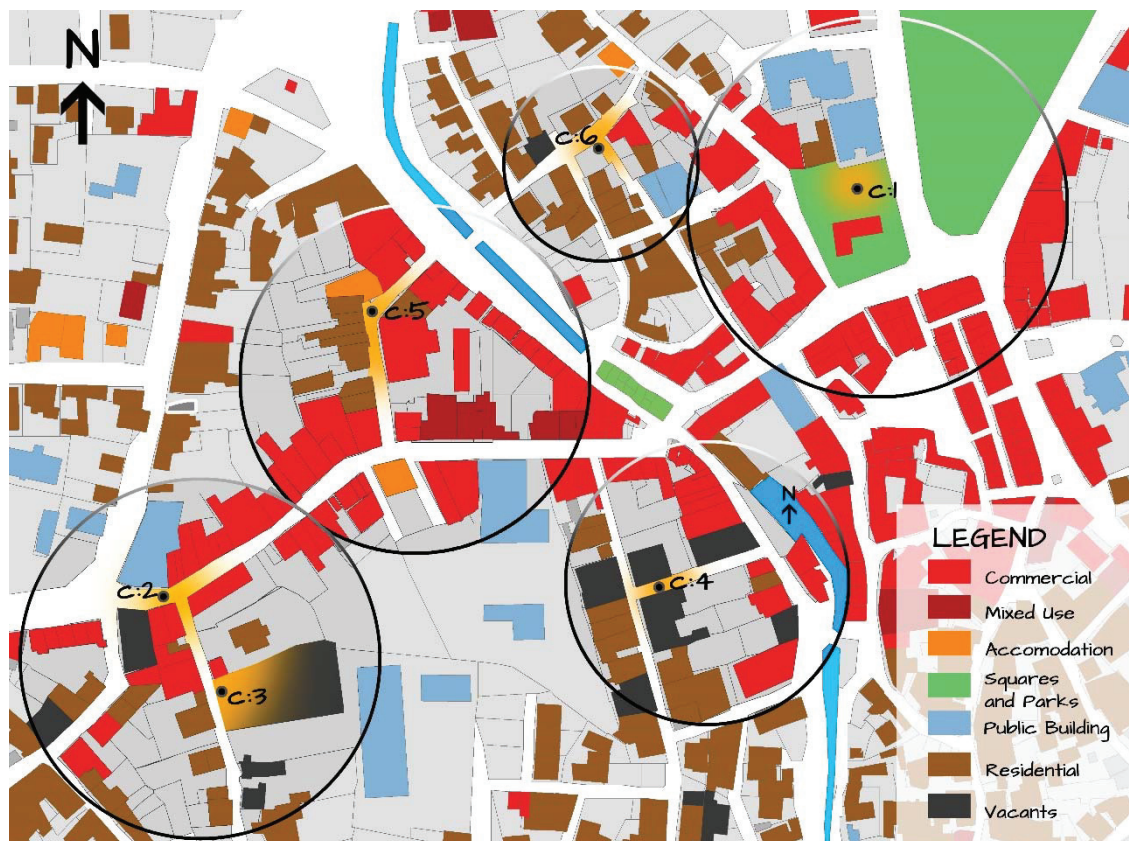 N
C:6
C:1
C:5
N
C:2
C:4
C:3
LEGEND
Commercial
Mixed Use
Accomodation
Squares
and Parks
Public Building
Residential
Vacants